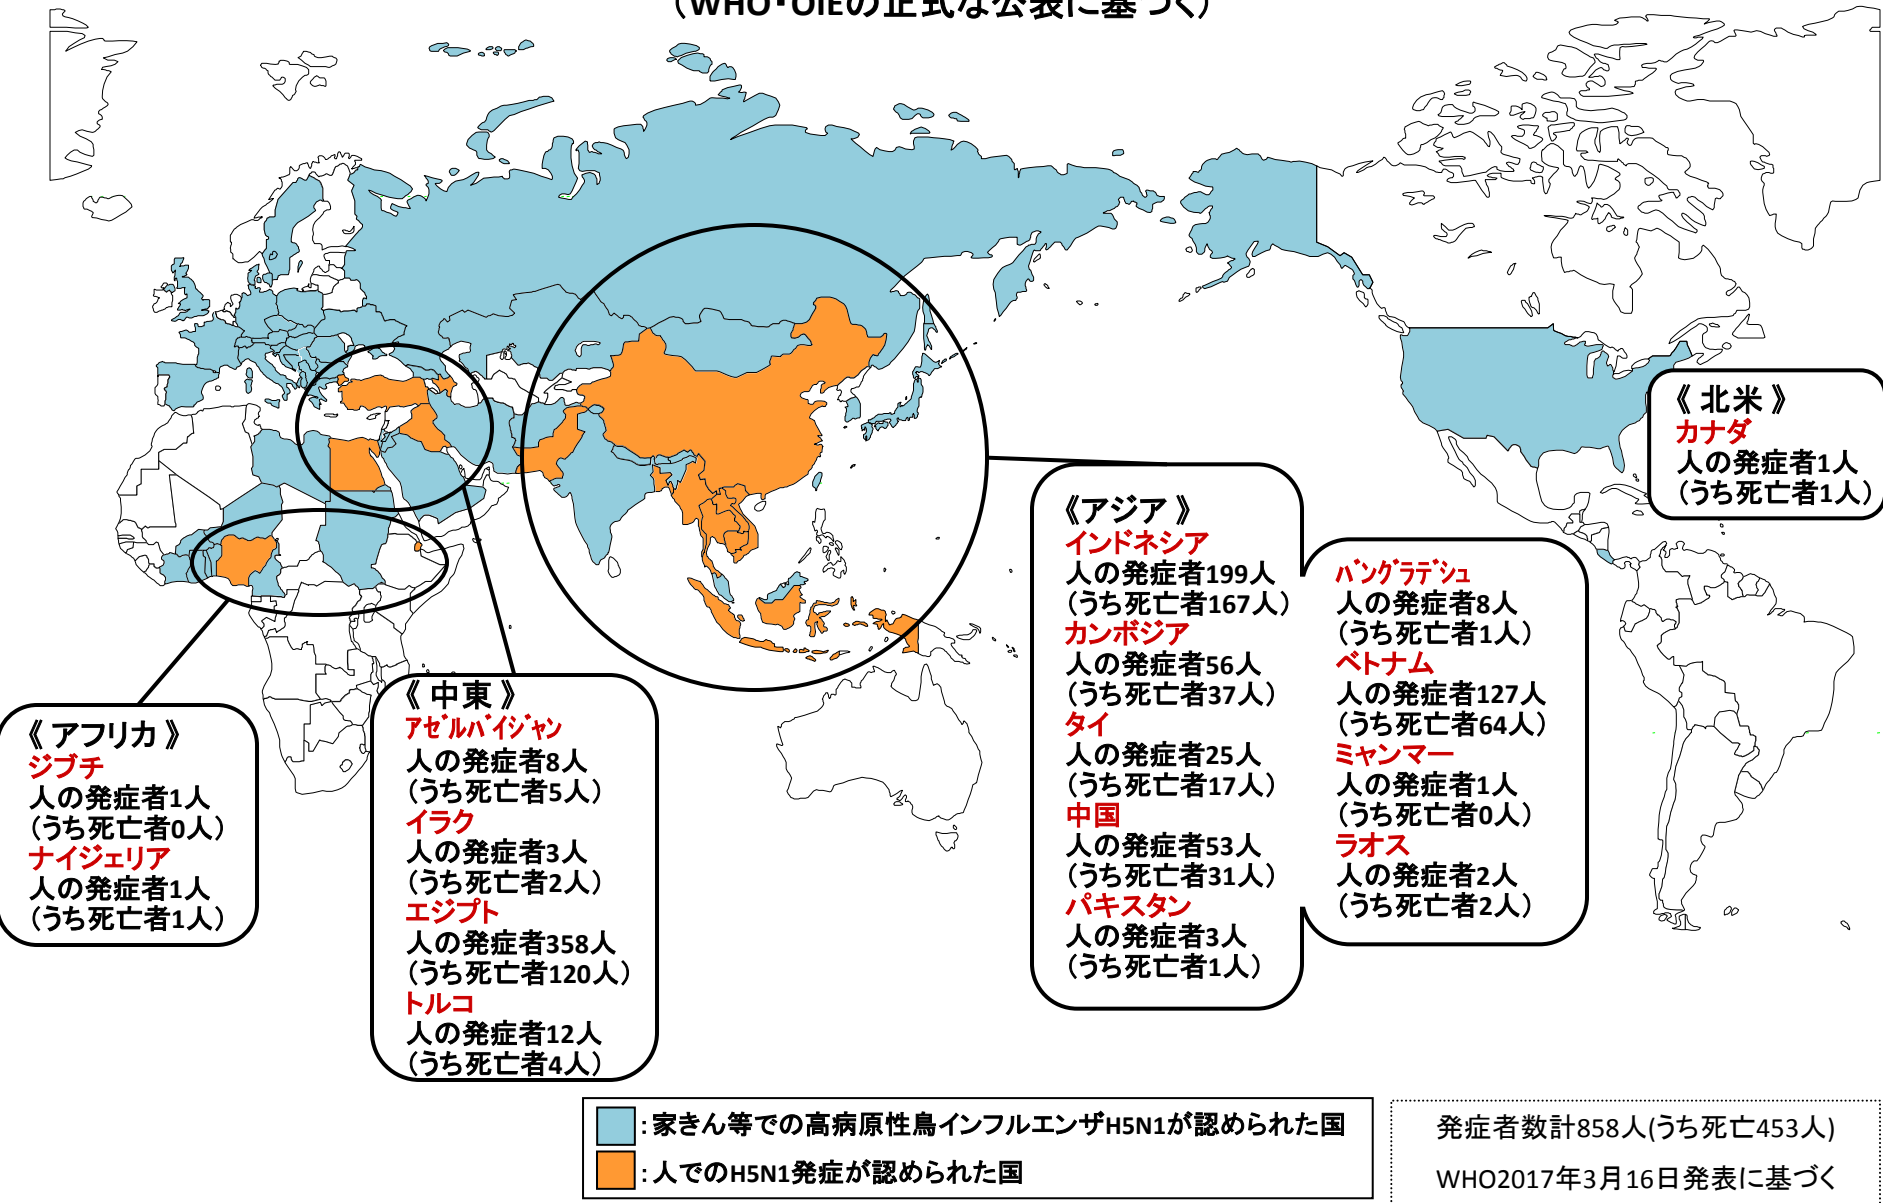 (WHO・OIEの正式な公表に基づく)
《 北米 》
カナダ
人の発症者1人
(うち死亡者1人)
《アジア 》
インドネシア
人の発症者199人
(うち死亡者167人)
カンボジア
人の発症者56人
(うち死亡者37人)
タイ
人の発症者25人
(うち死亡者17人)
中国
人の発症者53人
(うち死亡者31人)
パキスタン
人の発症者3人
(うち死亡者1人)
バングラデシュ
人の発症者8人
(うち死亡者1人)
ベトナム
人の発症者127人
(うち死亡者64人)
ミャンマー
人の発症者1人
(うち死亡者0人)
ラオス
人の発症者2人
(うち死亡者2人)
《 中東 》
アゼルバイジャン
人の発症者8人
(うち死亡者5人)
イラク
人の発症者3人
(うち死亡者2人)
エジプト
人の発症者358人
(うち死亡者120人)
トルコ
人の発症者12人
(うち死亡者4人)
《 アフリカ 》
ジブチ
人の発症者1人
(うち死亡者0人)
ナイジェリア
人の発症者1人
(うち死亡者1人)
:家きん等での高病原性鳥インフルエンザH5N1が認められた国
:人でのH5N1発症が認められた国
発症者数計858人(うち死亡453人)
WHO2017年3月16日発表に基づく